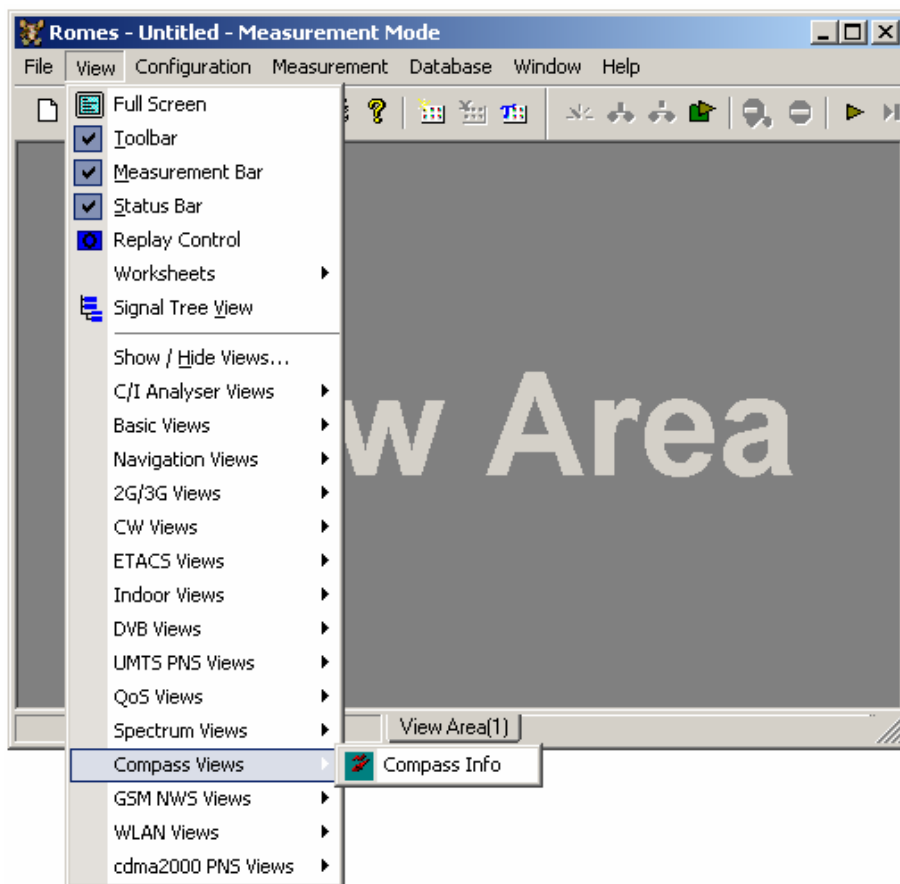 Romes - Untitled - Measurement Mode
File View Configuration Measurement Database Window Help
Full Screen
Toolbar
Measurement Bar
Status Bar
Replay Control
Worksheets
Signal Tree View
Show / Hide Views...
C/I Analyser Views
Basic Views
Navigation Views
2G/3G Views
CW Views
ETACS Views
Indoor Views
DVB Views
UMTS PNS Views
QoS Views
Spectrum Views
Compass Views
GSM NWS Views
WLAN Views
cdma2000 PNS Views
w Area
View Area(1)
Compass Info